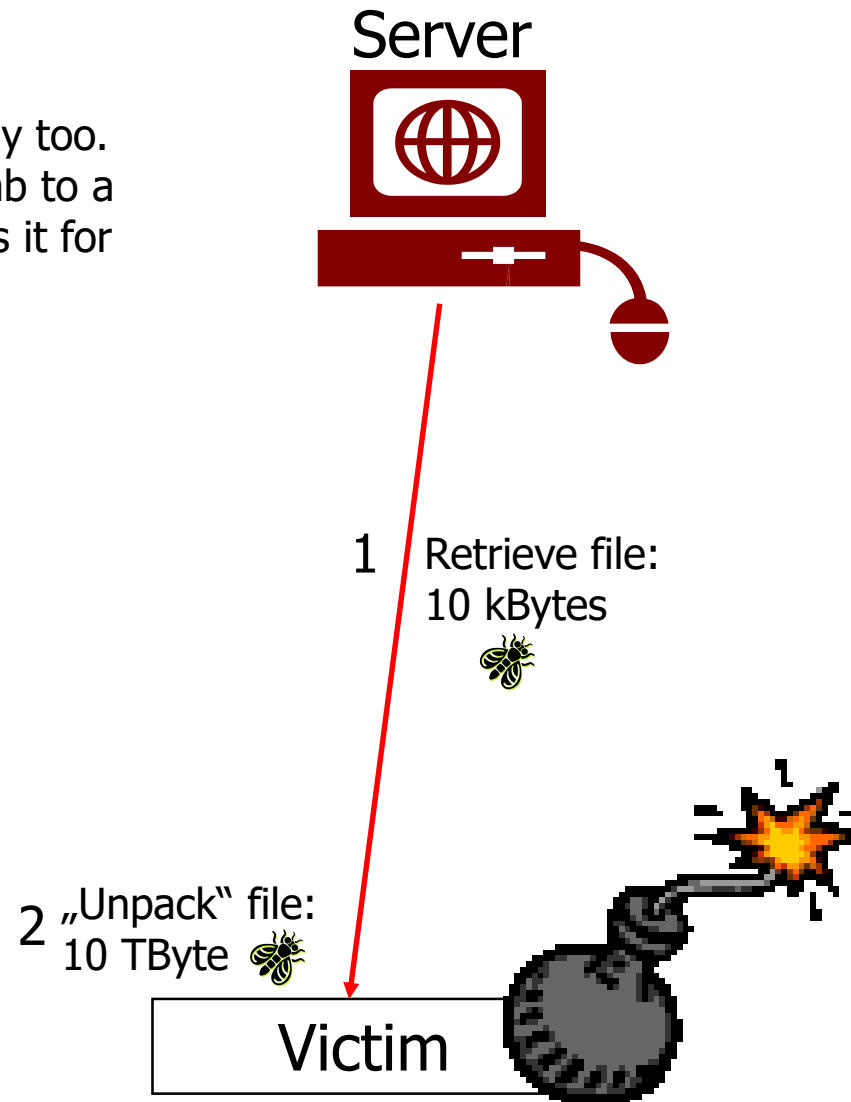 Server
y too.
b to a
s it for
1
Retrieve file:
10 kBytes
2
„Unpack“ file:
10 TByte
Victim